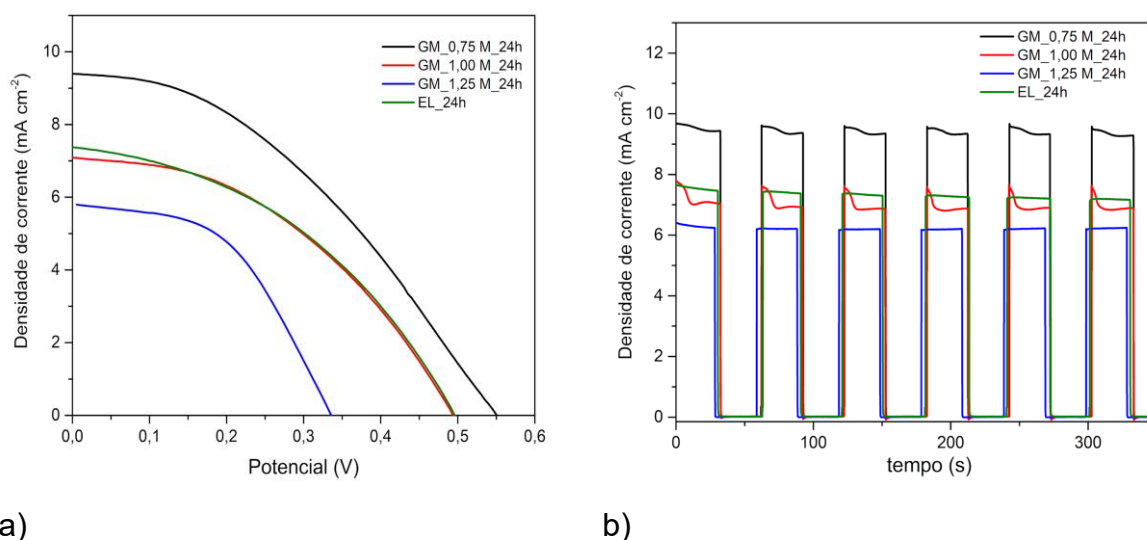 GM_0,75 M_24h
GM_1,00 M_24h
GM_1,25 M_24h
EL_24h
Densidade de corrente (mA cm⁻²)
10
8
6
4
2
0
0,0 0,1 0,2 0,3 0,4 0,5 0,6
Potencial (V)
a)
GM_0,75 M_24h
GM_1,00 M_24h
GM_1,25 M_24h
EL_24h
Densidade de corrente (mA cm⁻²)
12
10
8
6
4
2
0
0 100 200 300
tempo (s)
b)